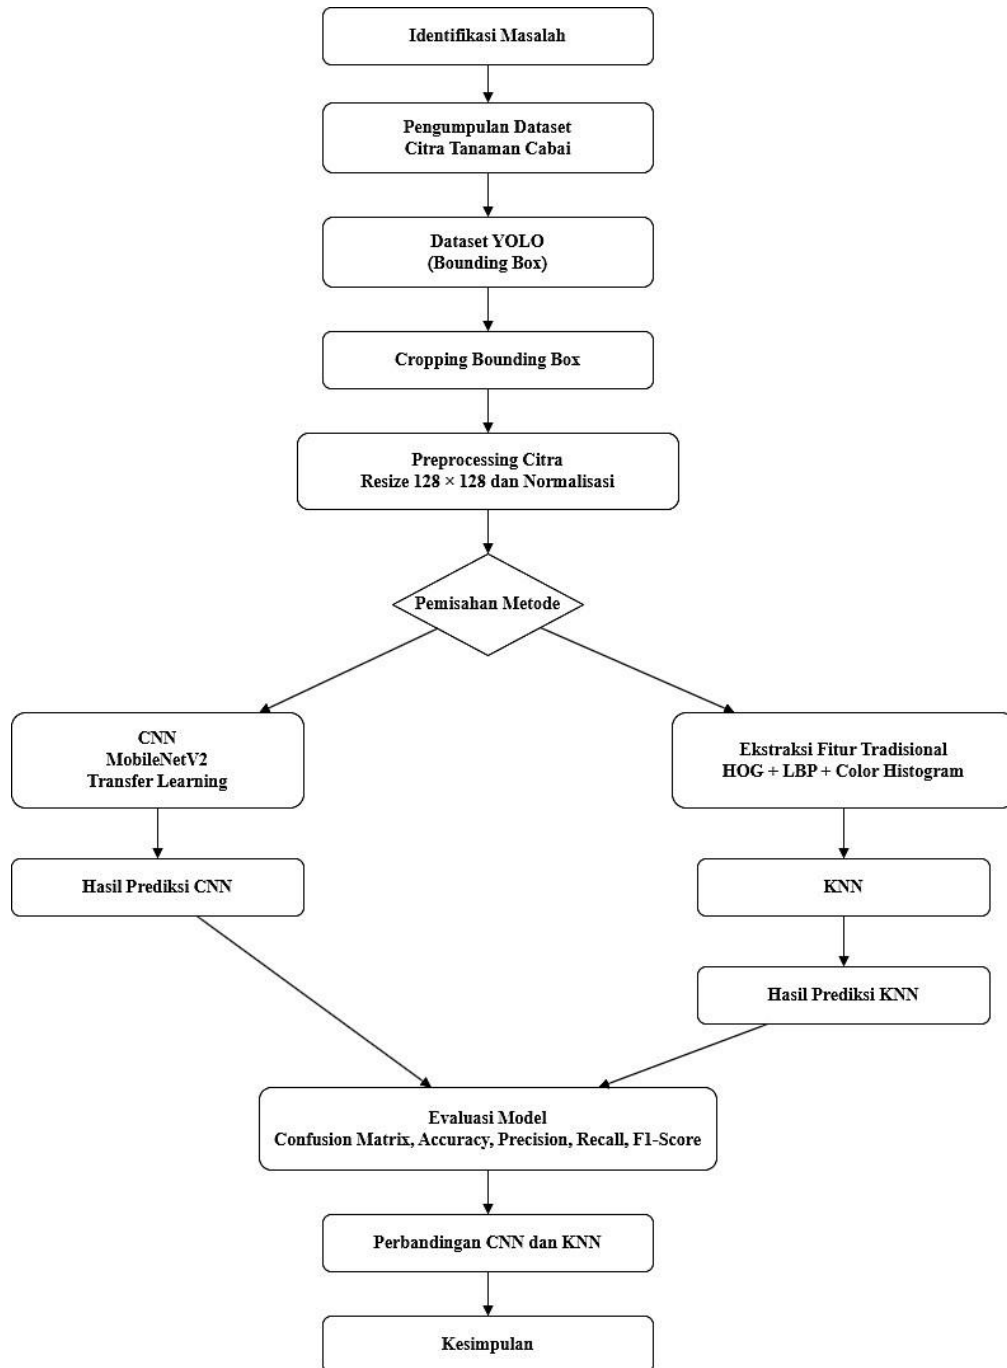 Identifikasi Masalah
Pengumpulan Dataset
Citra Tanaman Cabai
Dataset YOLO
(Bounding Box)
Cropping Bounding Box
Preprocessing Citra
Resize 128 × 128 dan Normalisasi
Pemisahan Metode
CNN
MobileNetV2
Transfer Learning
Ekstraksi Fitur Tradisional
HOG + LBP + Color Histogram
Hasil Prediksi CNN
KNN
Hasil Prediksi KNN
Evaluasi Model
Confusion Matrix, Accuracy, Precision, Recall, F1-Score
Perbandingan CNN dan KNN
Kesimpulan